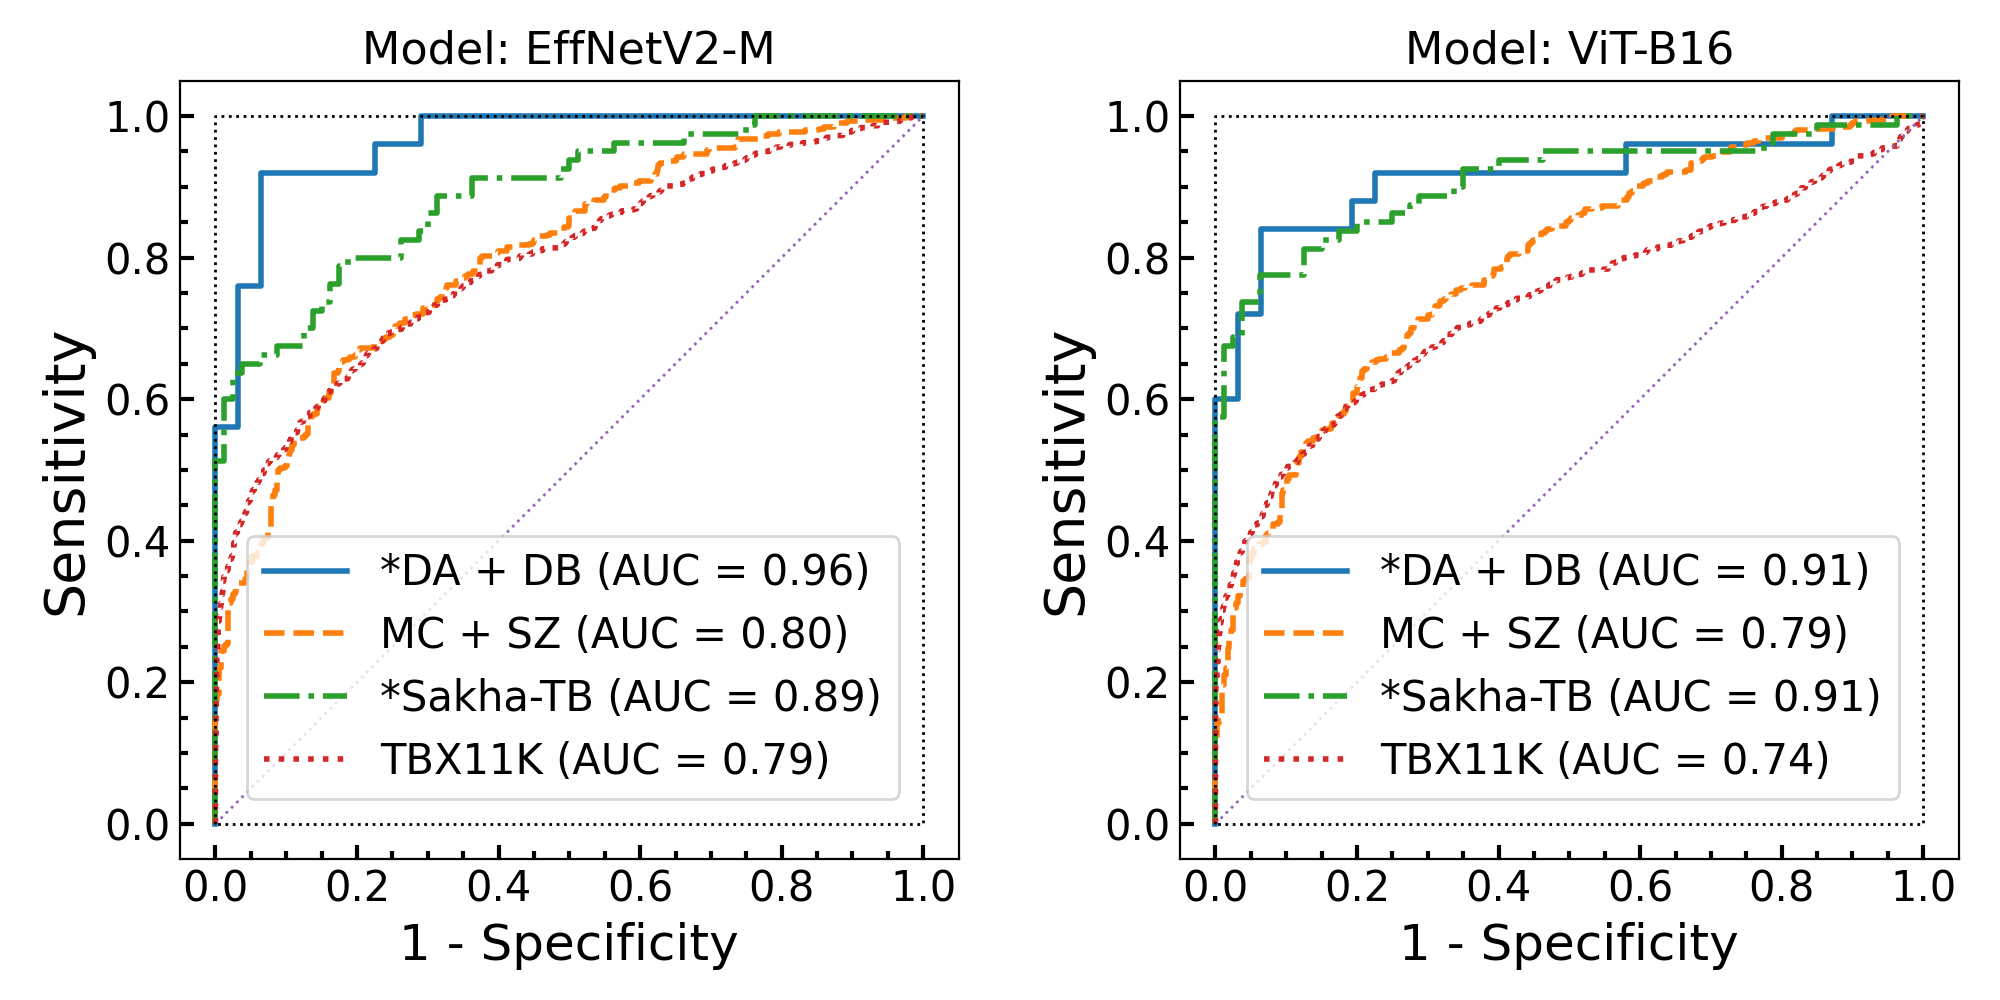 Model: EffNetV2-M
1.0
0.8
0.6
0.4
0.2
0.0
Sensitivity
*DA + DB (AUC = 0.96)
MC + SZ (AUC = 0.80)
*Sakha-TB (AUC = 0.89)
TBX11K (AUC = 0.79)
0.0 0.2 0.4 0.6 0.8 1.0
1 - Specificity
Model: ViT-B16
1.0
0.8
0.6
0.4
0.2
0.0
Sensitivity
*DA + DB (AUC = 0.91)
MC + SZ (AUC = 0.79)
*Sakha-TB (AUC = 0.91)
TBX11K (AUC = 0.74)
0.0 0.2 0.4 0.6 0.8 1.0
1 - Specificity